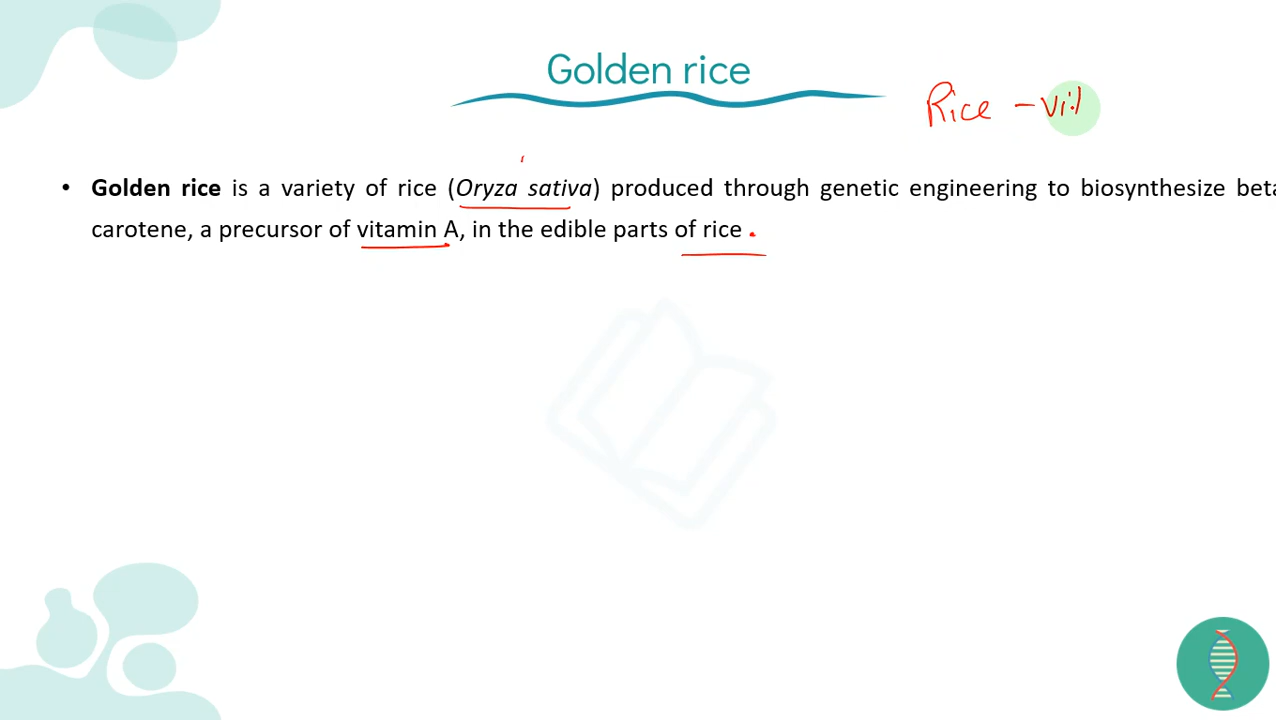 Golden rice
Rice - Vit
• Golden rice is a variety of rice (Oryza sativa) produced through genetic engineering to biosynthesize beta
carotene, a precursor of vitamin A, in the edible parts of rice .